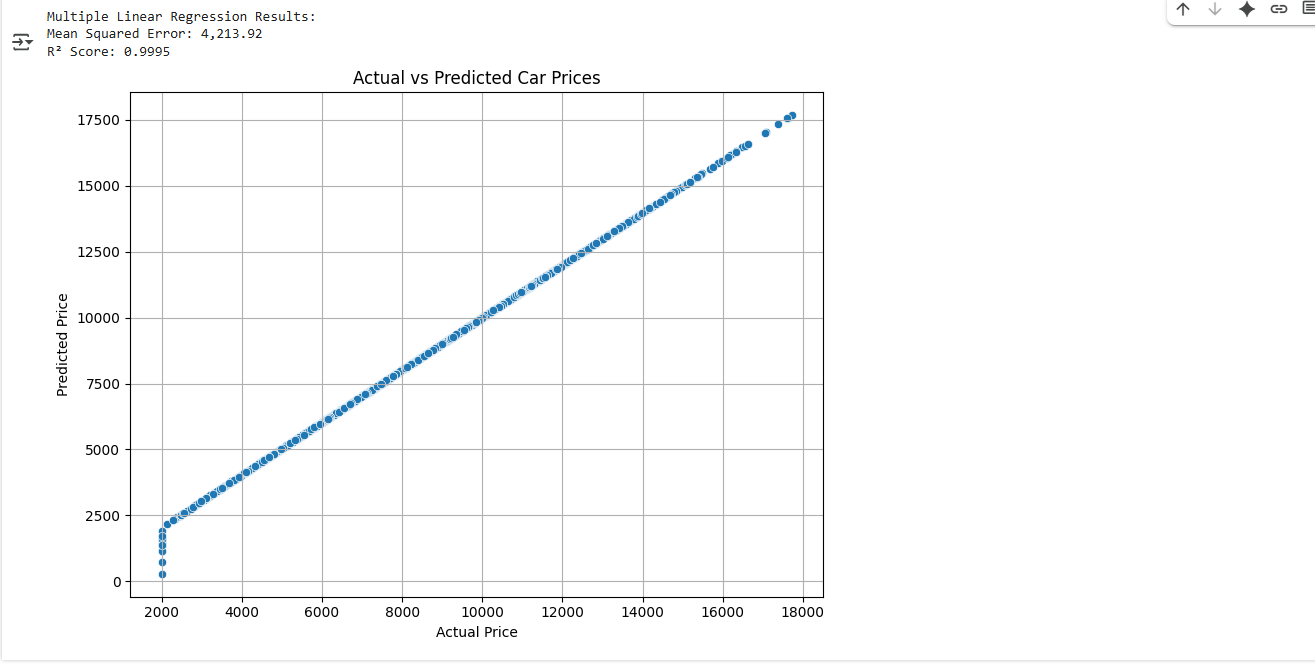 Multiple Linear Regression Results:
Mean Squared Error: 4,213.92
R² Score: 0.9995
Actual vs Predicted Car Prices
17500
15000
12500
10000
7500
5000
2500
0
Predicted Price
2000 4000 6000 8000 10000 12000 14000 16000 18000
Actual Price